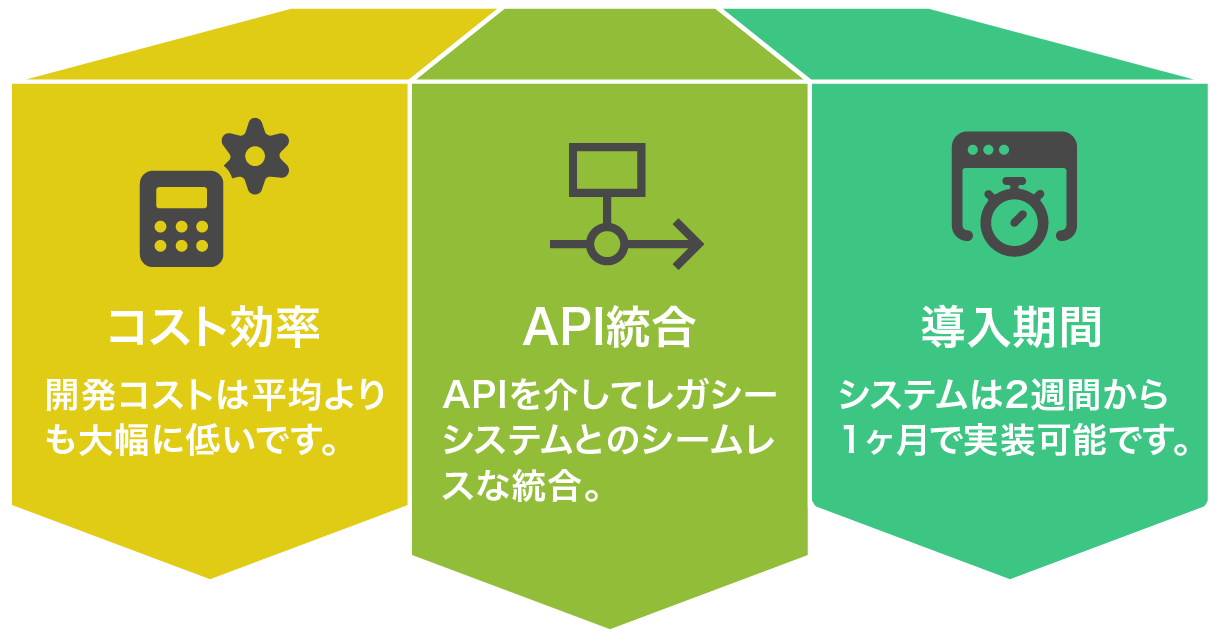 コスト効率
開発コストは平均より
も大幅に低いです。
API統合
APIを介してレガシー
システムとのシームレ
スな統合。
導入期間
システムは2週間から
1ヶ月で実装可能です。